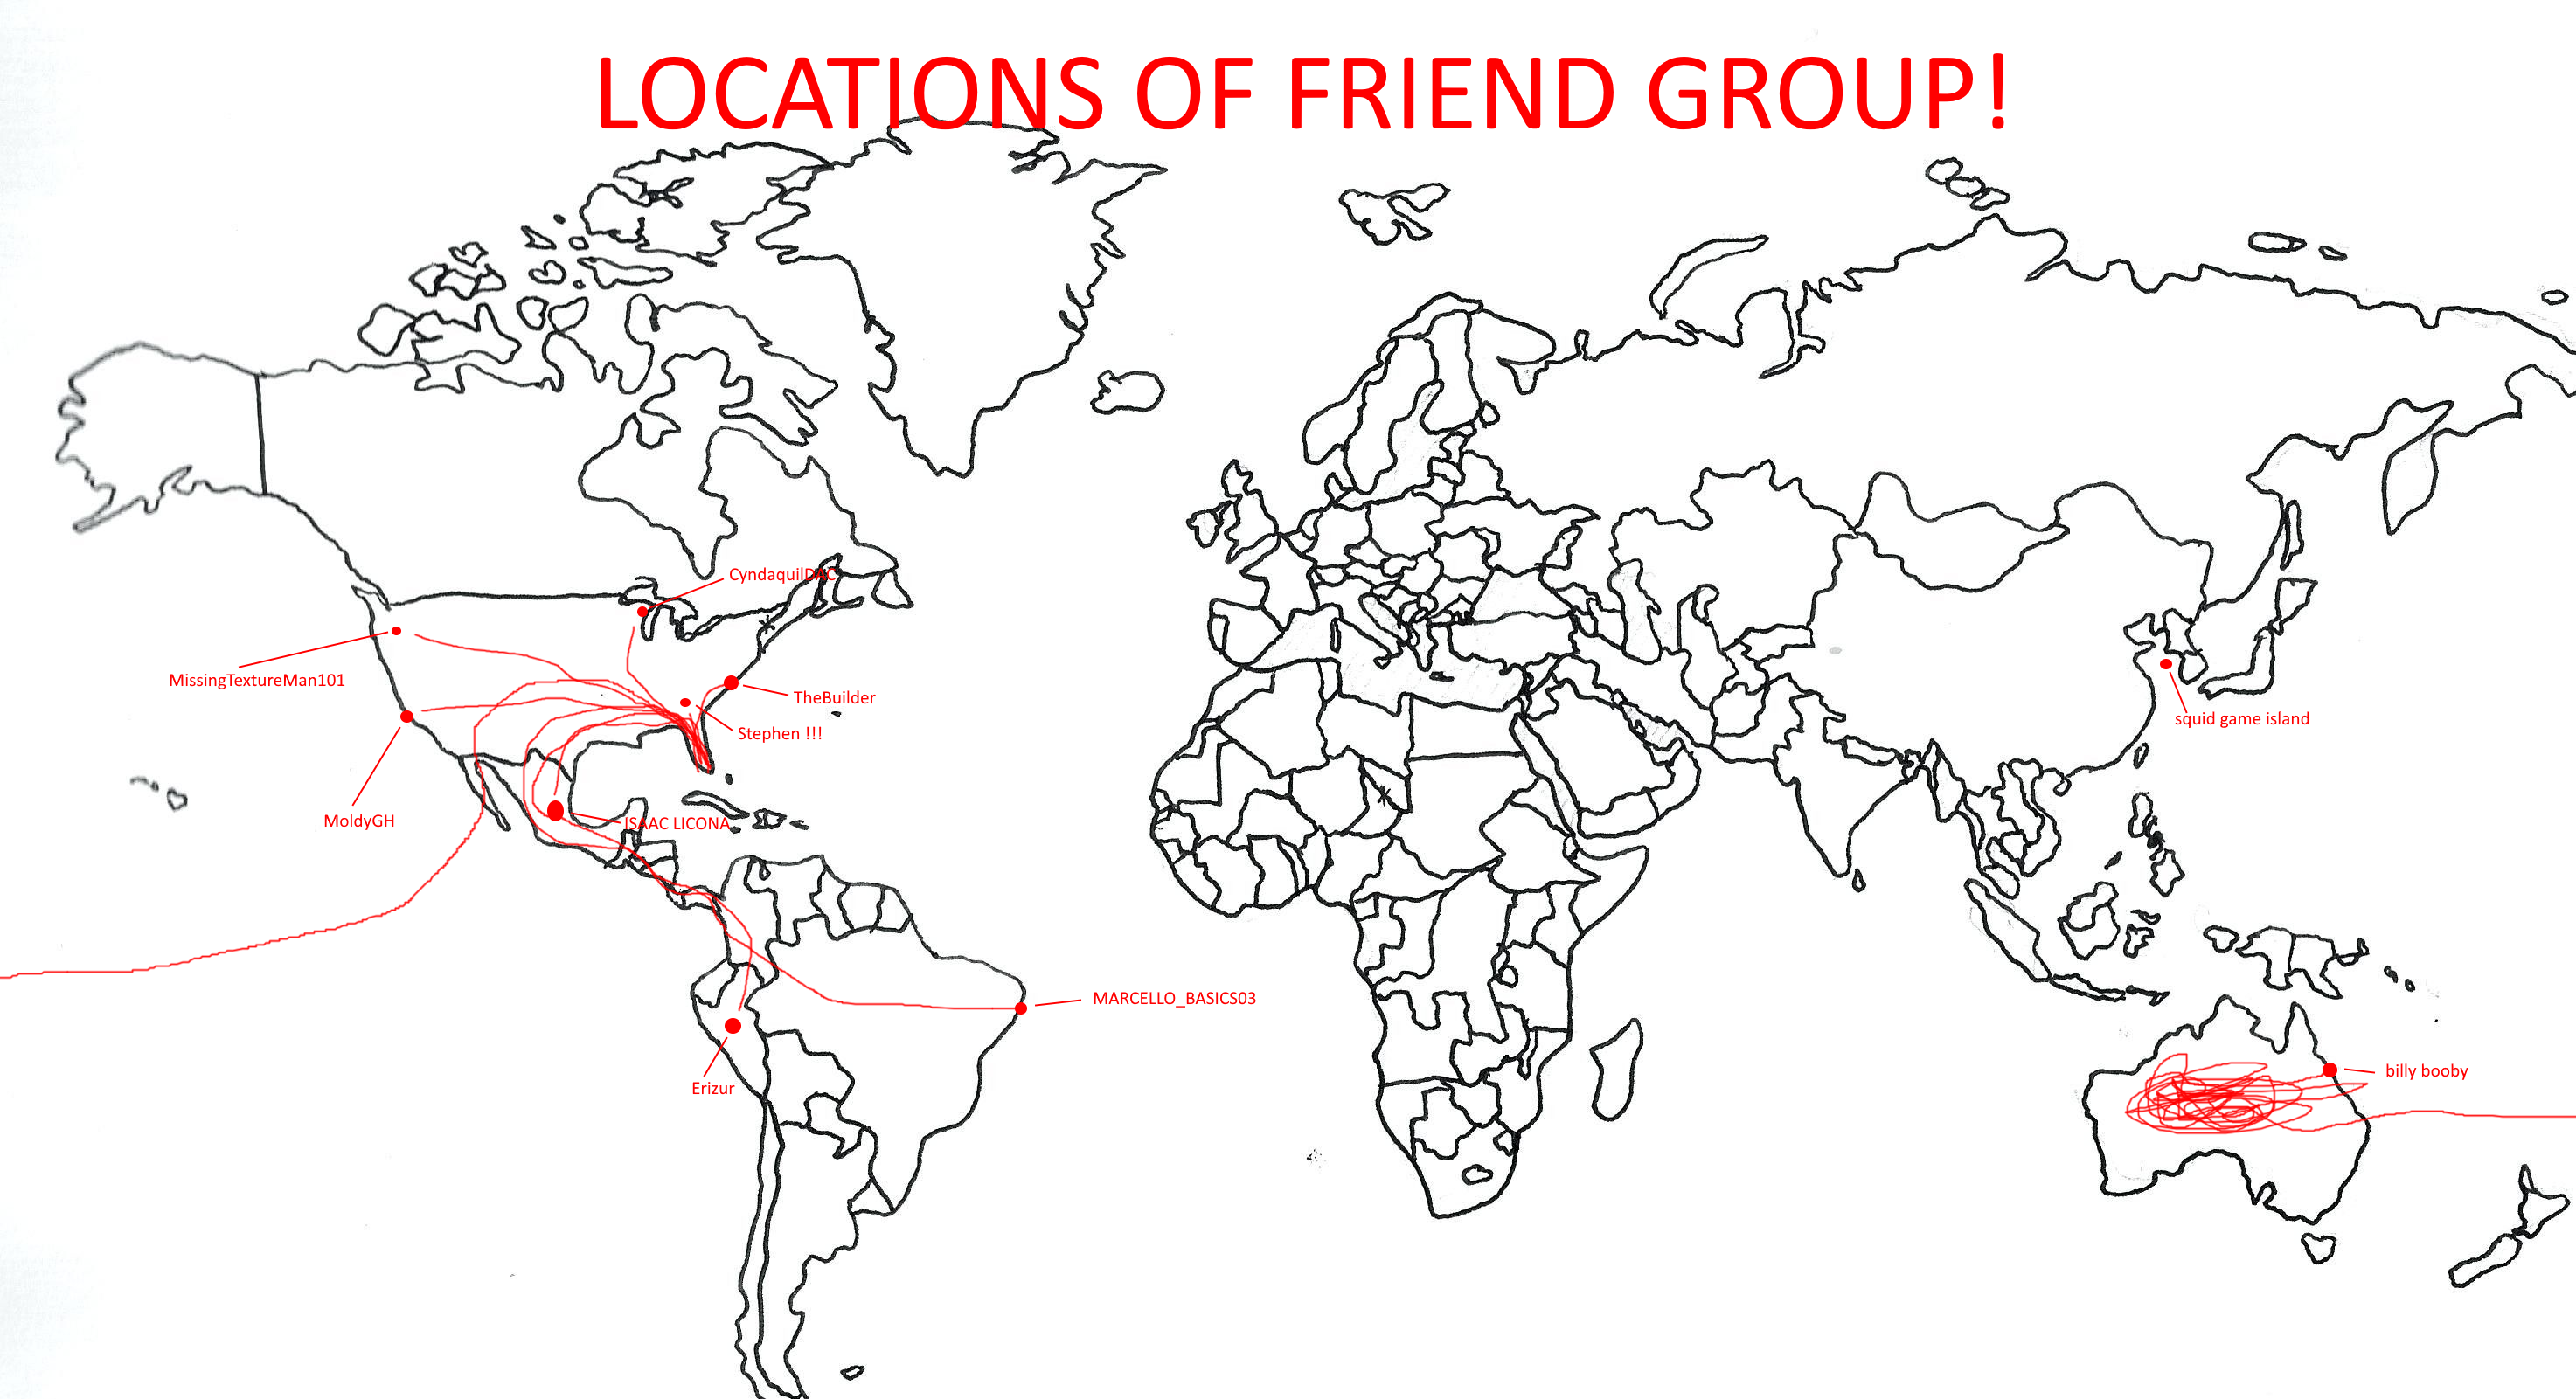 LOCATIONS OF FRIEND GROUP!
CyndaquilDAC
MissingTextureMan101
TheBuilder
Stephen !!!
squid game island
MoldyGH
ISAAC LICONA
MARCELLO_BASICS03
billy booby
Erizur